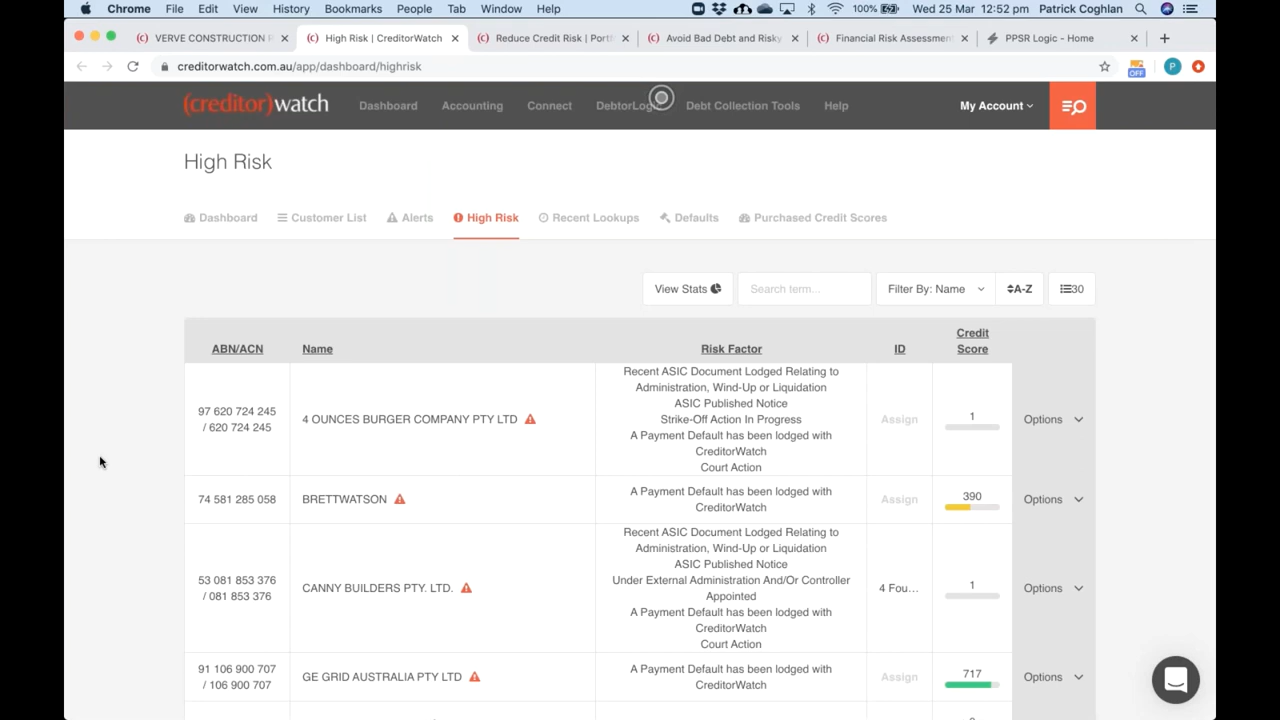 Chrome File Edit View History Bookmarks People Tab Window Help 100% Wed 25 Mar 12:52 pm Patrick Coghlan
VERVE CONSTRUCTION P High Risk | CreditorWatch Reduce Credit Risk | Portf Avoid Bad Debt and Risky Financial Risk Assessmen PPSR Logic - Home
creditorwatch.com.au/app/dashboard/highrisk OFF P
(creditor)watch Dashboard Accounting Connect DebtorLogic Debt Collection Tools Help My Account
High Risk
Dashboard Customer List Alerts High Risk Recent Lookups Defaults Purchased Credit Scores
View Stats Search term... Filter By: Name A-Z 30
ABN/ACN Name Risk Factor ID Credit
Score
Recent ASIC Document Lodged Relating to
Administration, Wind-Up or Liquidation
ASIC Published Notice
97 620 724 245
/ 620 724 245
4 OUNCES BURGER COMPANY PTY LTD
Strike-Off Action In Progress
Assign
1
Options
A Payment Default has been lodged with
CreditorWatch
Court Action
74 581 285 058
BRETTWATSON
A Payment Default has been lodged with
CreditorWatch
Assign
390
Options
Recent ASIC Document Lodged Relating to
Administration, Wind-Up or Liquidation
ASIC Published Notice
53 081 853 376
/ 081 853 376
CANNY BUILDERS PTY. LTD.
Under External Administration And/Or Controller
Appointed
4 Fou...
1
Options
A Payment Default has been lodged with
CreditorWatch
Court Action
91 106 900 707
/ 106 900 707
GE GRID AUSTRALIA PTY LTD
A Payment Default has been lodged with
CreditorWatch
Assign
717
Options